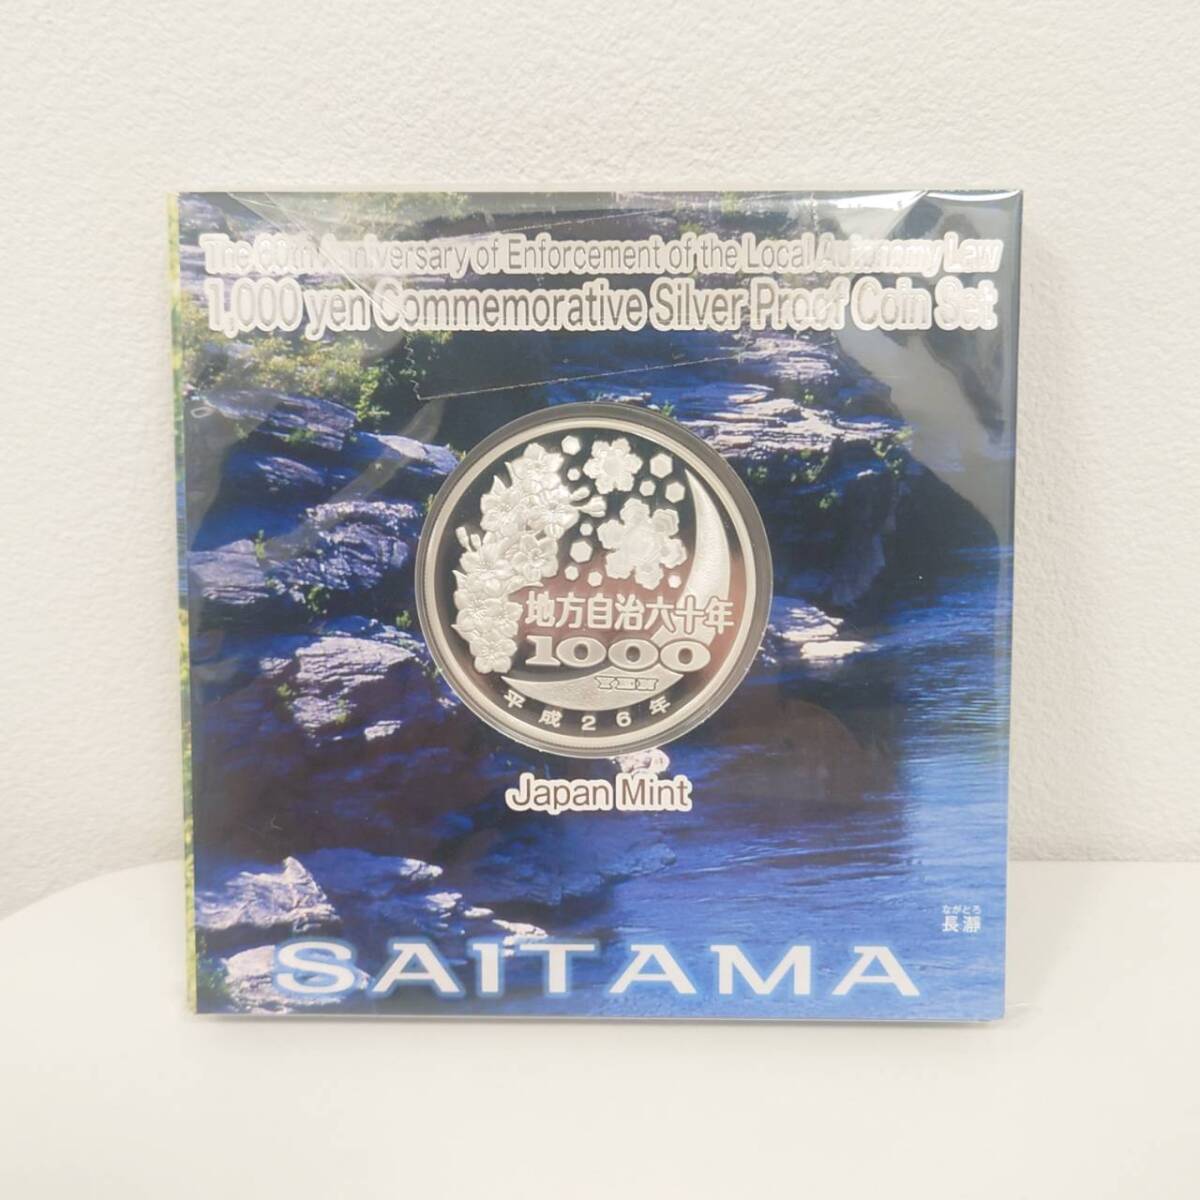 The 60th Anniversary of Enforcement of the Local Autonomy Law
1,000 yen Commemorative Silver Proof Coin Set
地方自治六十年
1000
YEN
平成26年
Japan Mint
ながとろ
長瀞
SAITAMA